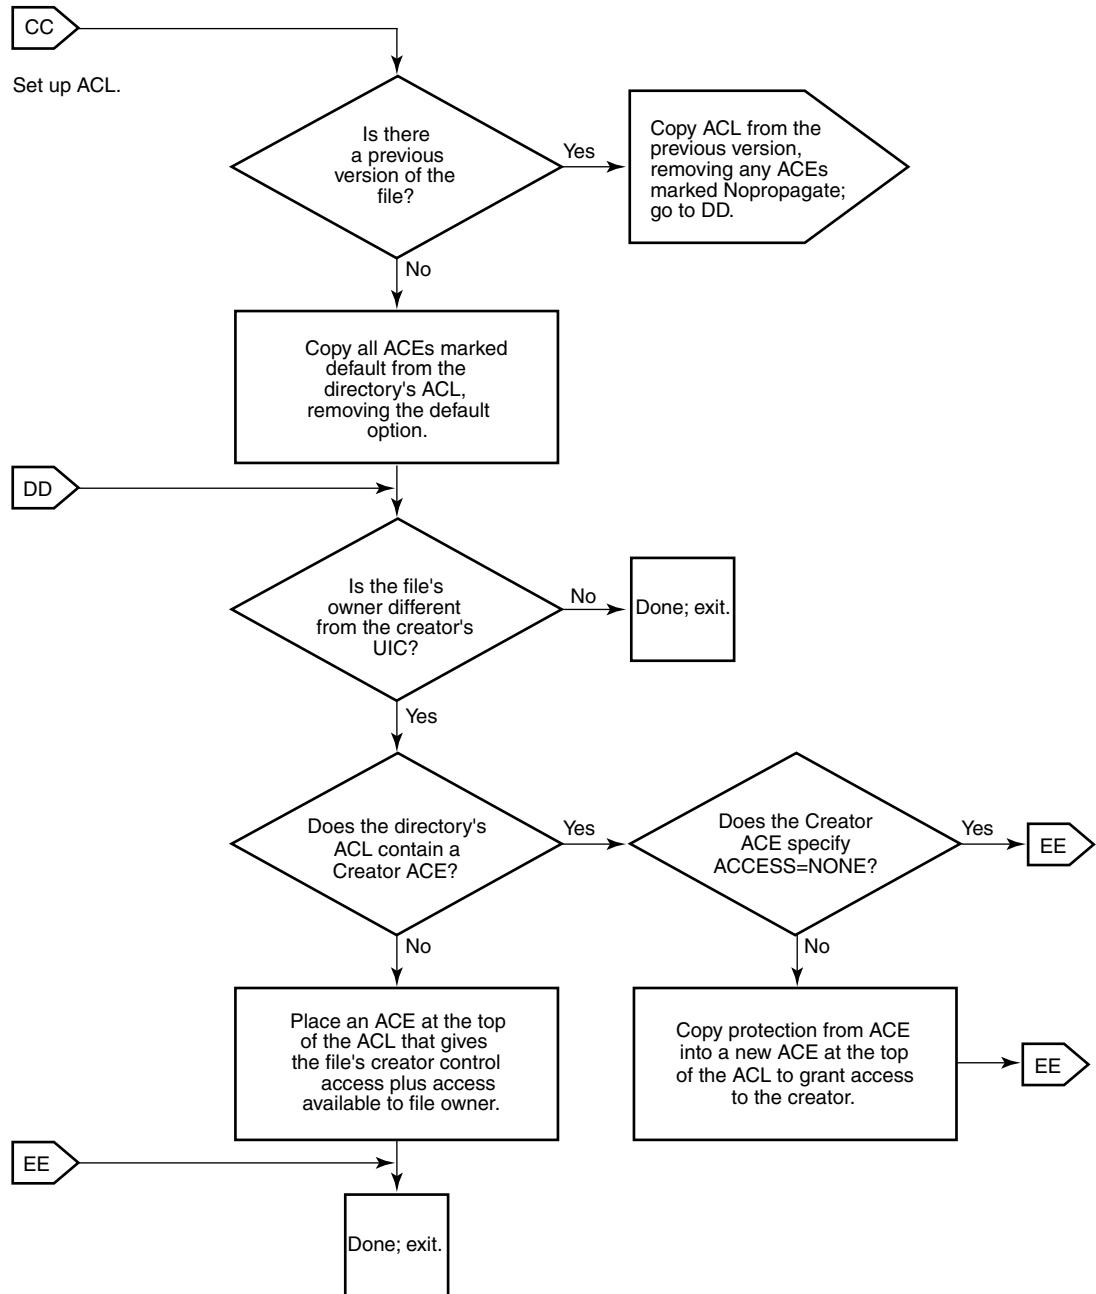 CC
Set up ACL.
Is there
a previous
version of the
file?
Yes
Copy ACL from the
previous version,
removing any ACEs
marked Nopropagate;
go to DD.
No
Copy all ACEs marked
default from the
directory's ACL,
removing the default
option.
DD
Is the file's
owner different
from the creator's
UIC?
No
Done; exit.
Yes
Does the directory's
ACL contain a
Creator ACE?
Yes
Does the Creator
ACE specify
ACCESS=NONE?
Yes
EE
No
No
Place an ACE at the top
of the ACL that gives
the file's creator control
access plus access
available to file owner.
Copy protection from ACE
into a new ACE at the top
of the ACL to grant access
to the creator.
EE
EE
Done; exit.